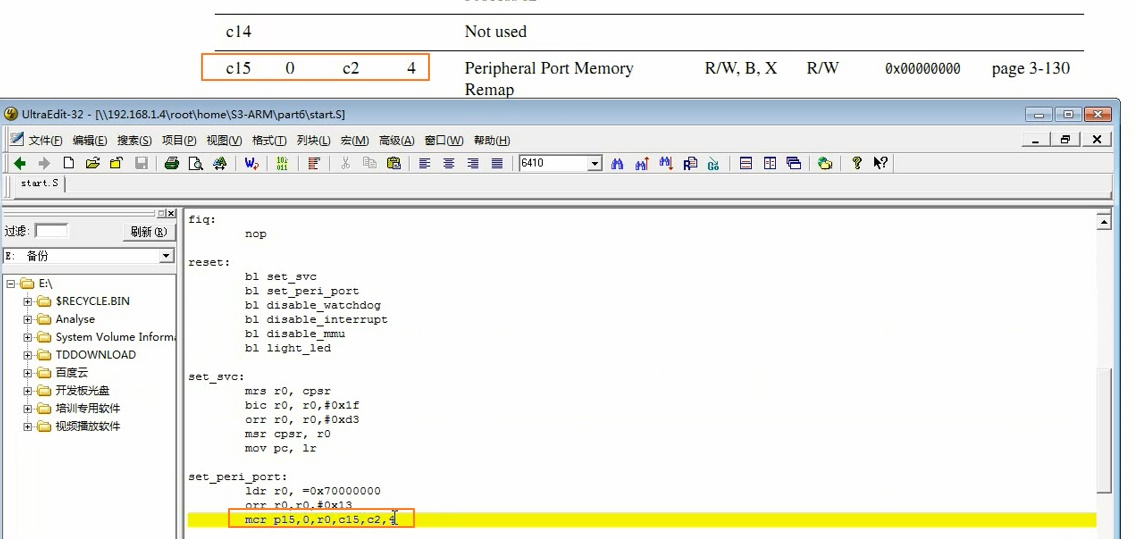 c14 Not used
c15 0 c2 4 Peripheral Port Memory R/W, B, X R/W 0x00000000 page 3-130
Remap
UltraEdit-32 - [\\192.168.1.4\root\home\S3-ARM\part6\start.S]
文件(F) 编辑(E) 搜索(S) 项目(P) 视图(V) 格式(T) 列块(L) 宏(M) 高级(A) 窗口(W) 帮助(H)
6410
start.S
过滤: 刷新(R)
E: 备份
E:\
$RECYCLE.BIN
Analyse
System Volume Informa
TDDOWNLOAD
百度云
开发板光盘
培训专用软件
视频播放软件
fiq:
nop
reset:
bl set_svc
bl set_peri_port
bl disable_watchdog
bl disable_interrupt
bl disable_mmu
bl light_led
set_svc:
mrs r0, cpsr
bic r0, r0,#0x1f
orr r0, r0,#0xd3
msr cpsr, r0
mov pc, lr
set_peri_port:
ldr r0, =0x70000000
orr r0,r0,#0x13
mcr p15,0,r0,c15,c2,4